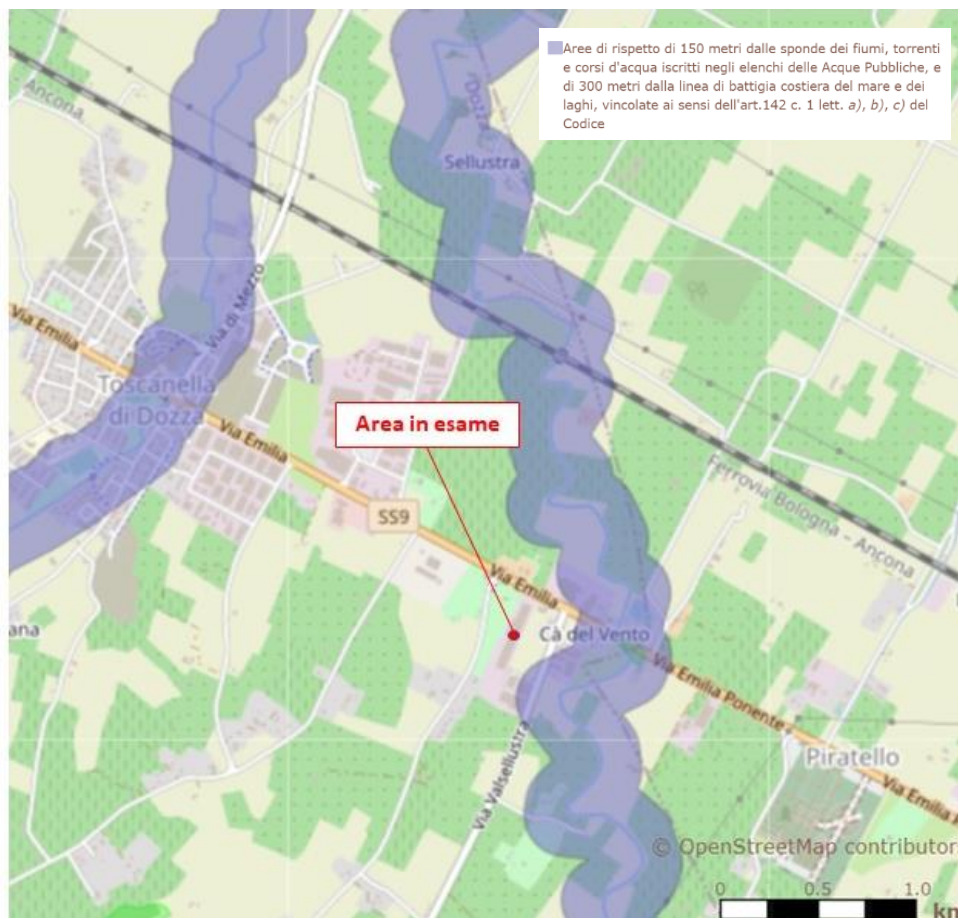 Aree di rispetto di 150 metri dalle sponde dei fiumi, torrenti
e corsi d'acqua iscritti negli elenchi delle Acque Pubbliche, e
di 300 metri dalla linea di battigia costiera del mare e dei
laghi, vincolate ai sensi dell'art.142 c. 1 lett. a), b), c) del
Codice
Ancona
Dozza
Sellustra
Via di Mezzo
Via Emilia
Toscanella
di Dozza
Via Emilia
Area in esame
SS9
Ferrovia Bologna - Ancona
Via Emilia
Cà del Vento
ana
Via Emilia Ponente
Via Valsellustra
Piratello
Via Emilia P
© OpenStreetMap contributor
0 0.5 1.0
km